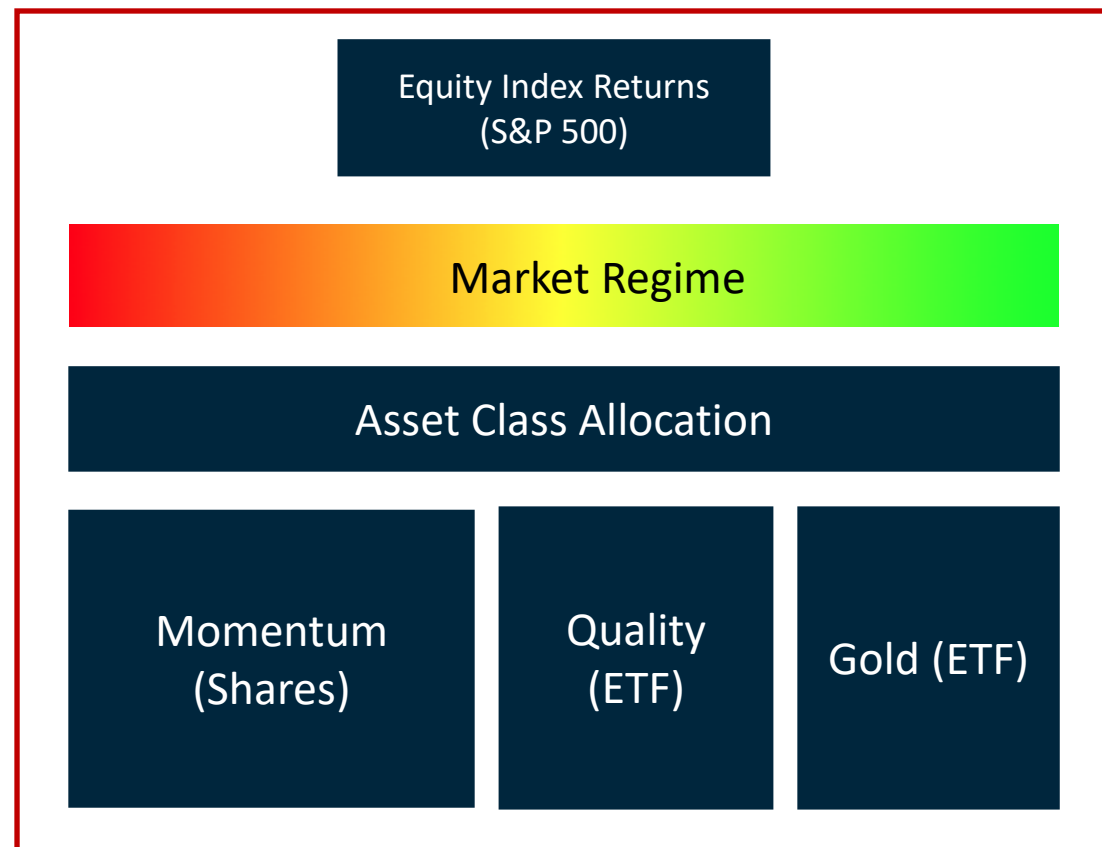 Equity Index Returns
(S&P 500)
Market Regime
Asset Class Allocation
Momentum
(Shares)
Quality
(ETF)
Gold (ETF)